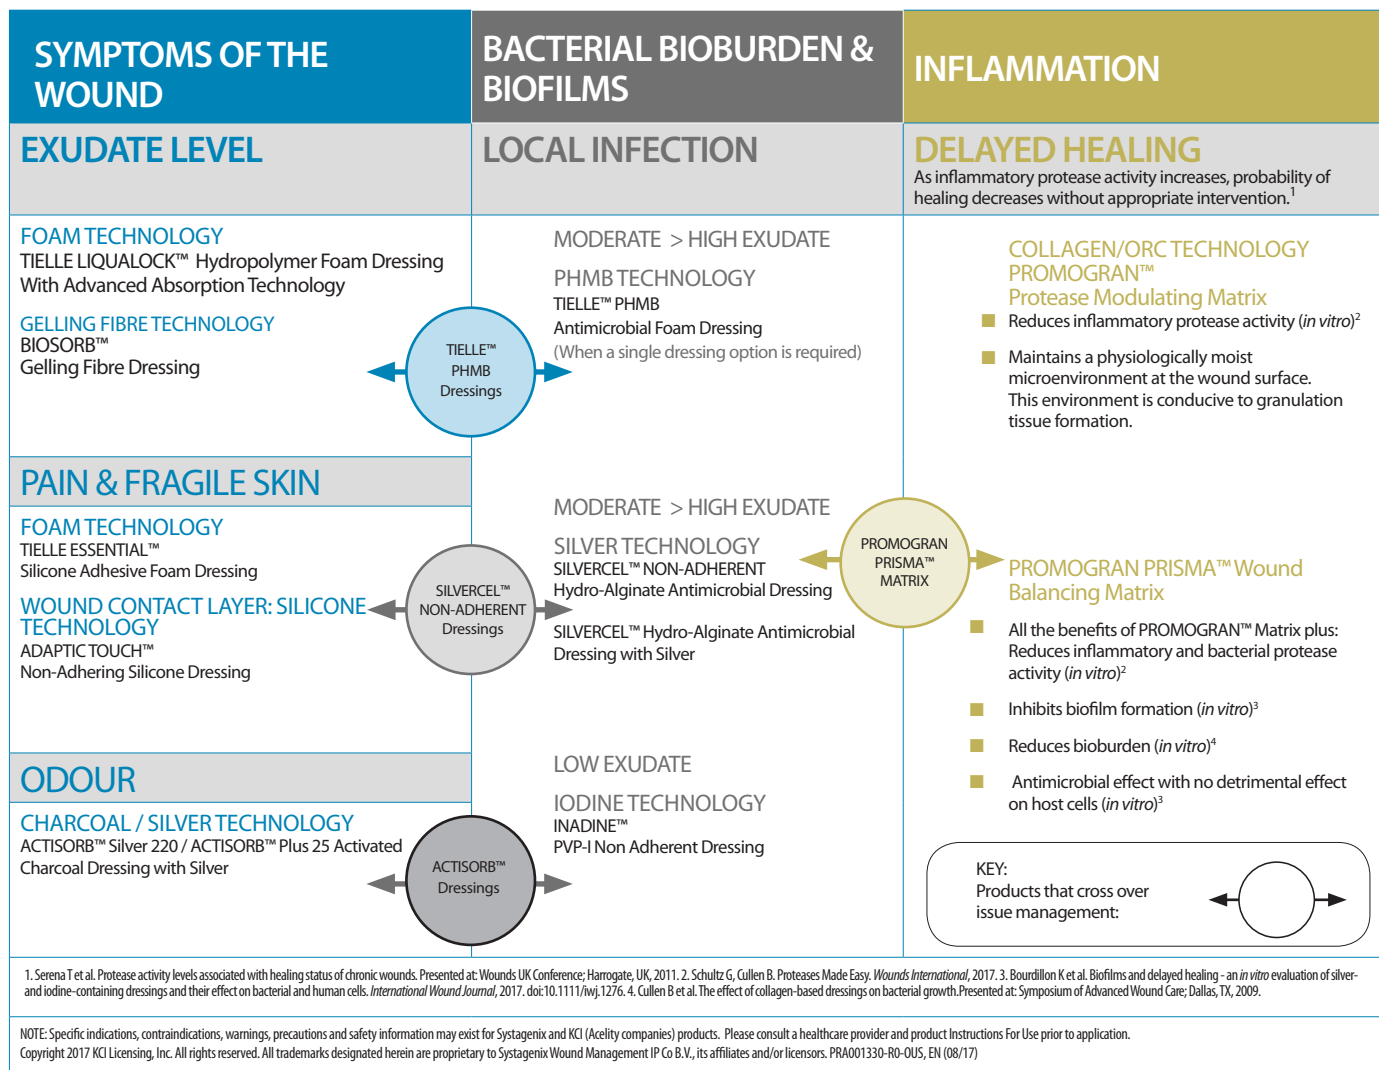 SYMPTOMS OF THE
WOUND
EXUDATE LEVEL
FOAM TECHNOLOGY
TIELLE LIQUALOCK™ Hydropolymer Foam Dressing
With Advanced Absorption Technology
GELLING FIBRE TECHNOLOGY
BIOSORB™
Gelling Fibre Dressing
TIELLE™
PHMB
Dressings
PAIN & FRAGILE SKIN
FOAM TECHNOLOGY
TIELLE ESSENTIAL™
Silicone Adhesive Foam Dressing
WOUND CONTACT LAYER: SILICONE
TECHNOLOGY
ADAPTIC TOUCH™
Non-Adhering Silicone Dressing
SILVERCEL™
NON-ADHERENT
Dressings
ODOUR
CHARCOAL / SILVER TECHNOLOGY
ACTISORB™ Silver 220 / ACTISORB™ Plus 25 Activated
Charcoal Dressing with Silver
ACTISORB™
Dressings
BACTERIAL BIOBURDEN &
BIOFILMS
LOCAL INFECTION
MODERATE > HIGH EXUDATE
PHMB TECHNOLOGY
TIELLE™ PHMB
Antimicrobial Foam Dressing
(When a single dressing option is required)
MODERATE > HIGH EXUDATE
SILVER TECHNOLOGY
SILVERCEL™ NON-ADHERENT
Hydro-Alginate Antimicrobial Dressing
SILVERCEL™ Hydro-Alginate Antimicrobial
Dressing with Silver
LOW EXUDATE
IODINE TECHNOLOGY
INADINE™
PVP-I Non Adherent Dressing
PROMOGRAN
PRISMA™
MATRIX
INFLAMMATION
DELAYED HEALING
As inflammatory protease activity increases, probability of
healing decreases without appropriate intervention.1
COLLAGEN/ORC TECHNOLOGY
PROMOGRAN™
Protease Modulating Matrix
Reduces inflammatory protease activity (in vitro)2
Maintains a physiologically moist
microenvironment at the wound surface.
This environment is conducive to granulation
tissue formation.
PROMOGRAN PRISMA™ Wound
Balancing Matrix
All the benefits of PROMOGRAN™ Matrix plus:
Reduces inflammatory and bacterial protease
activity (in vitro)2
Inhibits biofilm formation (in vitro)3
Reduces bioburden (in vitro)4
Antimicrobial effect with no detrimental effect
on host cells (in vitro)3
KEY:
Products that cross over
issue management:
1. Serena T et al. Protease activity levels associated with healing status of chronic wounds. Presented at: Wounds UK Conference; Harrogate, UK, 2011. 2. Schultz G, Cullen B. Proteases Made Easy. Wounds International, 2017. 3. Bourdillon K et al. Biofilms and delayed healing - an in vitro evaluation of silver-
and iodine-containing dressings and their effect on bacterial and human cells. International Wound Journal, 2017. doi:10.1111/iwj.1276. 4. Cullen B et al. The effect of collagen-based dressings on bacterial growth.Presented at: Symposium of Advanced Wound Care; Dallas, TX, 2009.
NOTE: Specific indications, contraindications, warnings, precautions and safety information may exist for Systagenix and KCI (Acelity companies) products. Please consult a healthcare provider and product Instructions For Use prior to application.
Copyright 2017 KCI Licensing, Inc. All rights reserved. All trademarks designated herein are proprietary to Systagenix Wound Management IP Co B.V., its affiliates and/or licensors. PRA001330-R0-OUS, EN (08/17)